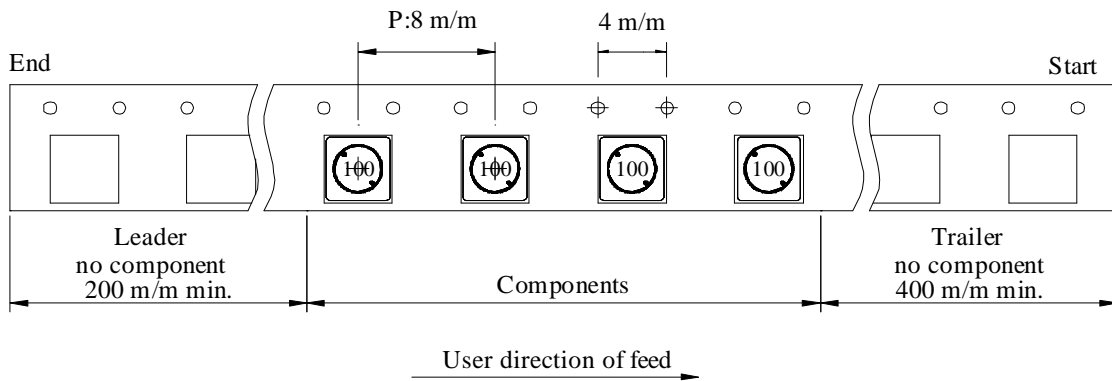 P:8 m/m
4 m/m
End
Start
100
100
100
100
Leader
no component
200 m/m min.
Components
Trailer
no component
400 m/m min.
User direction of feed